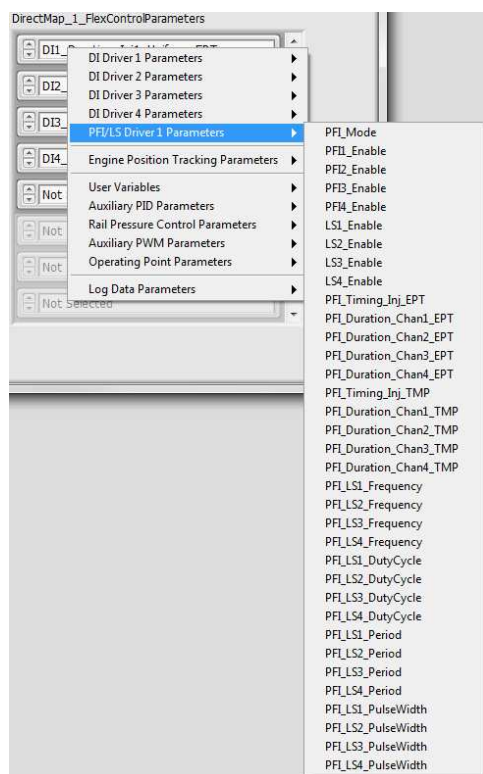 DirectMap_1_FlexControlParameters
DI1_
DI2_
DI3_
DI4_
Not
Not
Not
Not Selected
DI Driver 1 Parameters
DI Driver 2 Parameters
DI Driver 3 Parameters
DI Driver 4 Parameters
PFI/LS Driver 1 Parameters
Engine Position Tracking Parameters
User Variables
Auxiliary PID Parameters
Rail Pressure Control Parameters
Auxiliary PWM Parameters
Operating Point Parameters
Log Data Parameters
PFI_Mode
PFI1_Enable
PFI2_Enable
PFI3_Enable
PFI4_Enable
LS1_Enable
LS2_Enable
LS3_Enable
LS4_Enable
PFI_Timing_Inj_EPT
PFI_Duration_Chan1_EPT
PFI_Duration_Chan2_EPT
PFI_Duration_Chan3_EPT
PFI_Duration_Chan4_EPT
PFI_Timing_Inj_TMP
PFI_Duration_Chan1_TMP
PFI_Duration_Chan2_TMP
PFI_Duration_Chan3_TMP
PFI_Duration_Chan4_TMP
PFI_LS1_Frequency
PFI_LS2_Frequency
PFI_LS3_Frequency
PFI_LS4_Frequency
PFI_LS1_DutyCycle
PFI_LS2_DutyCycle
PFI_LS3_DutyCycle
PFI_LS4_DutyCycle
PFI_LS1_Period
PFI_LS2_Period
PFI_LS3_Period
PFI_LS4_Period
PFI_LS1_PulseWidth
PFI_LS2_PulseWidth
PFI_LS3_PulseWidth
PFI_LS4_PulseWidth